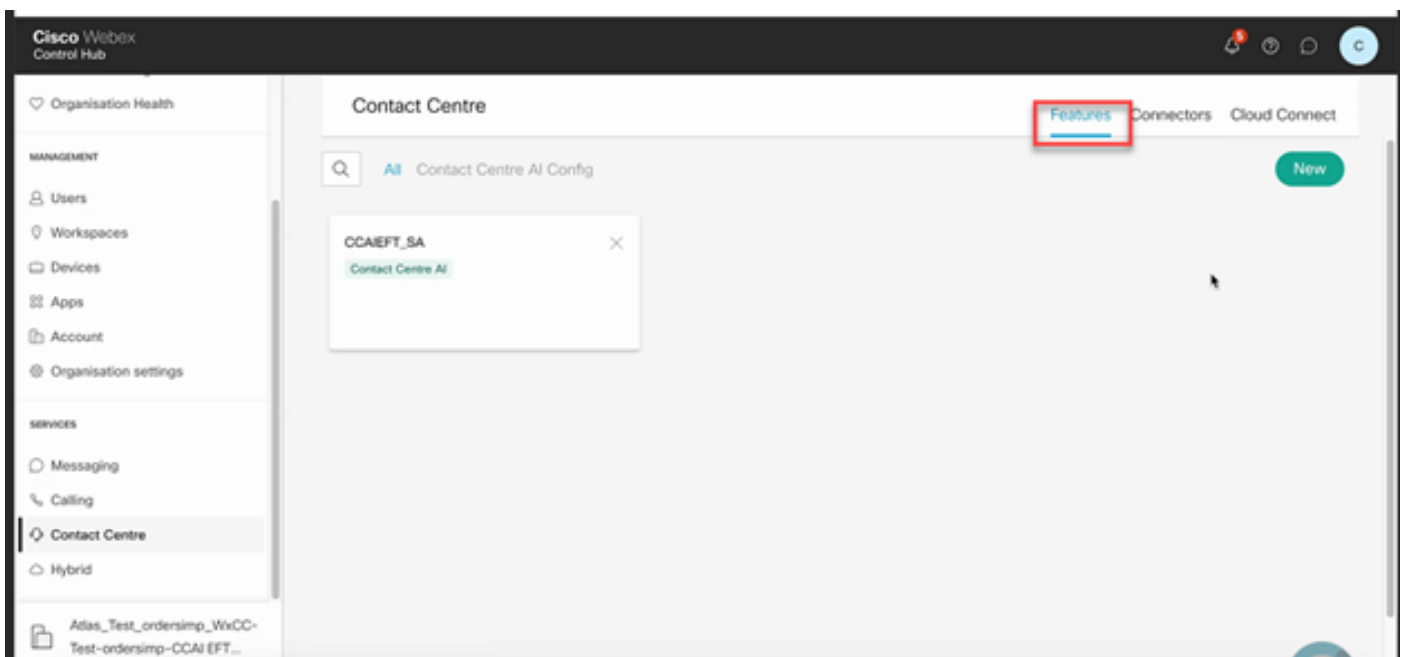 Cisco Webex
Control Hub
5
C
Organisation Health
MANAGEMENT
Users
Workspaces
Devices
Apps
Account
Organisation settings
SERVICES
Messaging
Calling
Contact Centre
Hybrid
Atlas_Test_ordersimp_WxCC-
Test-ordersimp-CCAI EFT...
Contact Centre
Features Connectors Cloud Connect
All Contact Centre AI Config
New
CCAIEFT_SA
Contact Centre AI